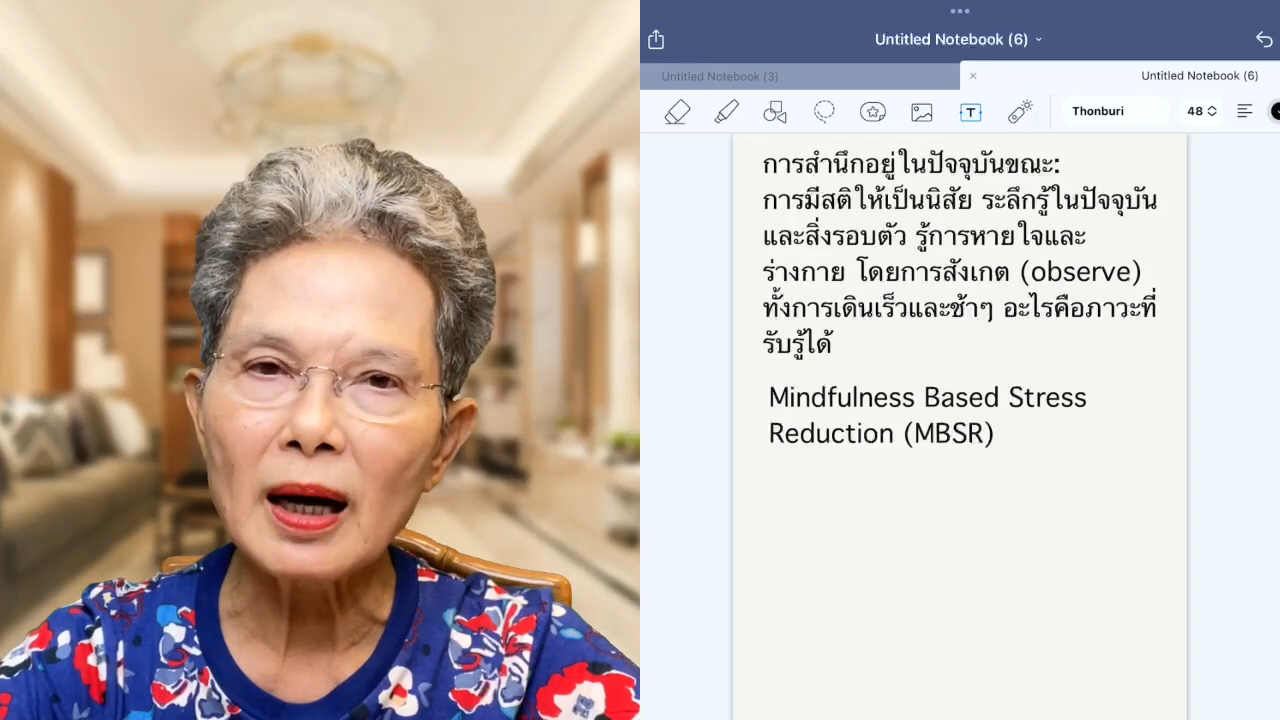 Untitled Notebook (6)
Untitled Notebook (3)
Untitled Notebook (6)
Thonburi
48
T
การสำนึกอยู่ในปัจจุบันขณะ:
การมีสติให้เป็นนิสัย ระลึกรู้ในปัจจุบัน
และสิ่งรอบตัว รู้การหายใจและ
ร่างกาย โดยการสังเกต (observe)
ทั้งการเดินเร็วและช้าๆ อะไรคือภาวะที่
รับรู้ได้
Mindfulness Based Stress
Reduction (MBSR)